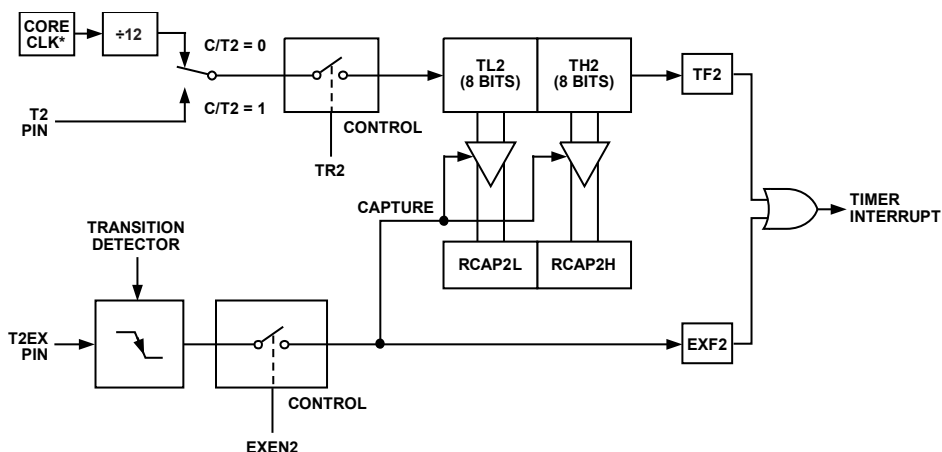 CORE
CLK*
÷12
C/T2 = 0
C/T2 = 1
T2
PIN
CONTROL
TR2
TL2
(8 BITS)
TH2
(8 BITS)
TF2
CAPTURE
TIMER
INTERRUPT
TRANSITION
DETECTOR
RCAP2L
RCAP2H
T2EX
PIN
CONTROL
EXEN2
EXF2